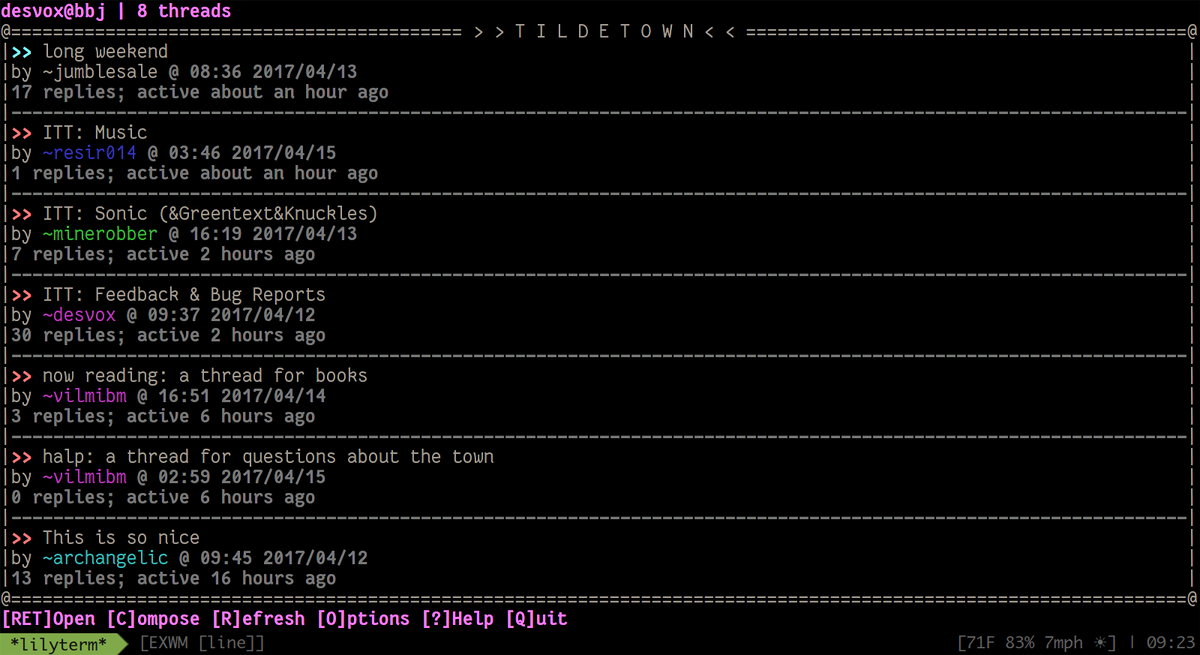 desvox@bbj | 8 threads
@=========================================== > > T I L D E T O W N < < ==========================================@
|>> long weekend
|by ~jumblesale @ 08:36 2017/04/13
|17 replies; active about an hour ago
|>> ITT: Music
|by ~resir014 @ 03:46 2017/04/15
|1 replies; active about an hour ago
|>> ITT: Sonic (&Greentext&Knuckles)
|by ~minerobber @ 16:19 2017/04/13
|7 replies; active 2 hours ago
|>> ITT: Feedback & Bug Reports
|by ~desvox @ 09:37 2017/04/12
|30 replies; active 2 hours ago
|>> now reading: a thread for books
|by ~vilmibm @ 16:51 2017/04/14
|3 replies; active 6 hours ago
|>> halp: a thread for questions about the town
|by ~vilmibm @ 02:59 2017/04/15
|0 replies; active 6 hours ago
|>> This is so nice
|by ~archangelic @ 09:45 2017/04/12
|13 replies; active 16 hours ago
[RET]Open [C]ompose [R]efresh [O]ptions [?]Help [Q]uit
*lilyterm* [EXWM [line]] [71F 83% 7mph ☀] | 09:23